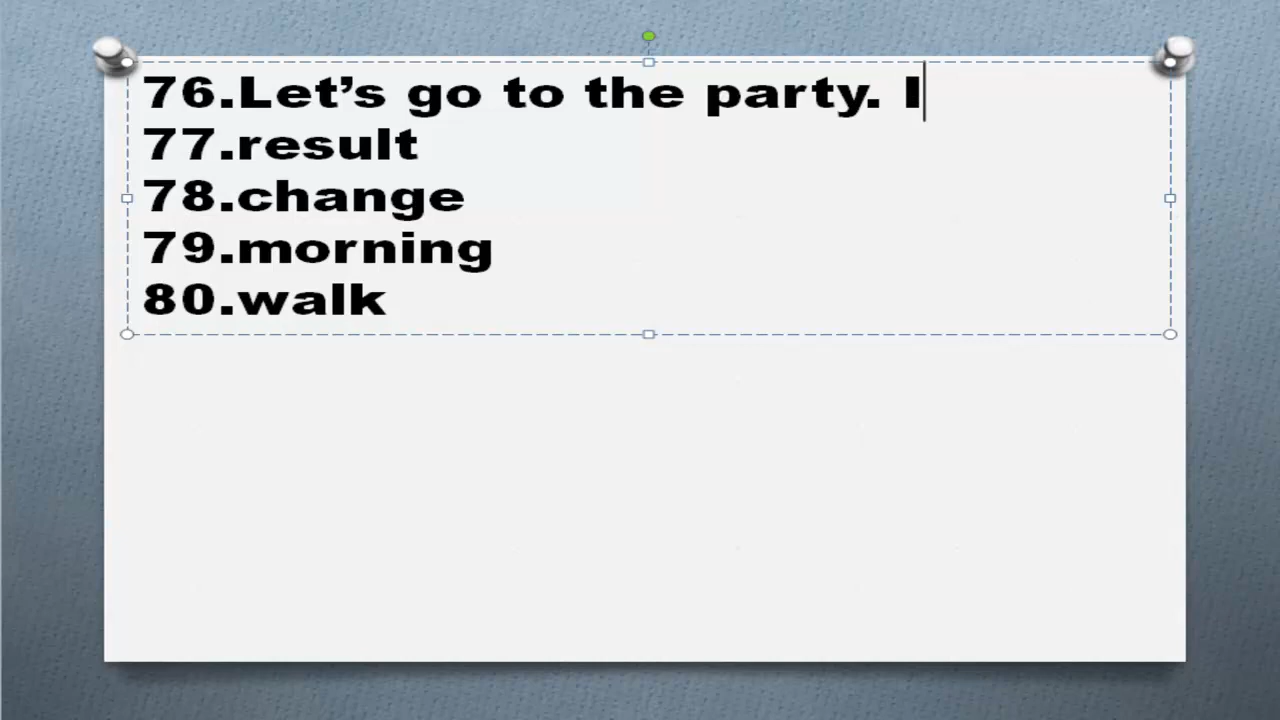 76.Let’s go to the party. I
77.result
78.change
79.morning
80.walk